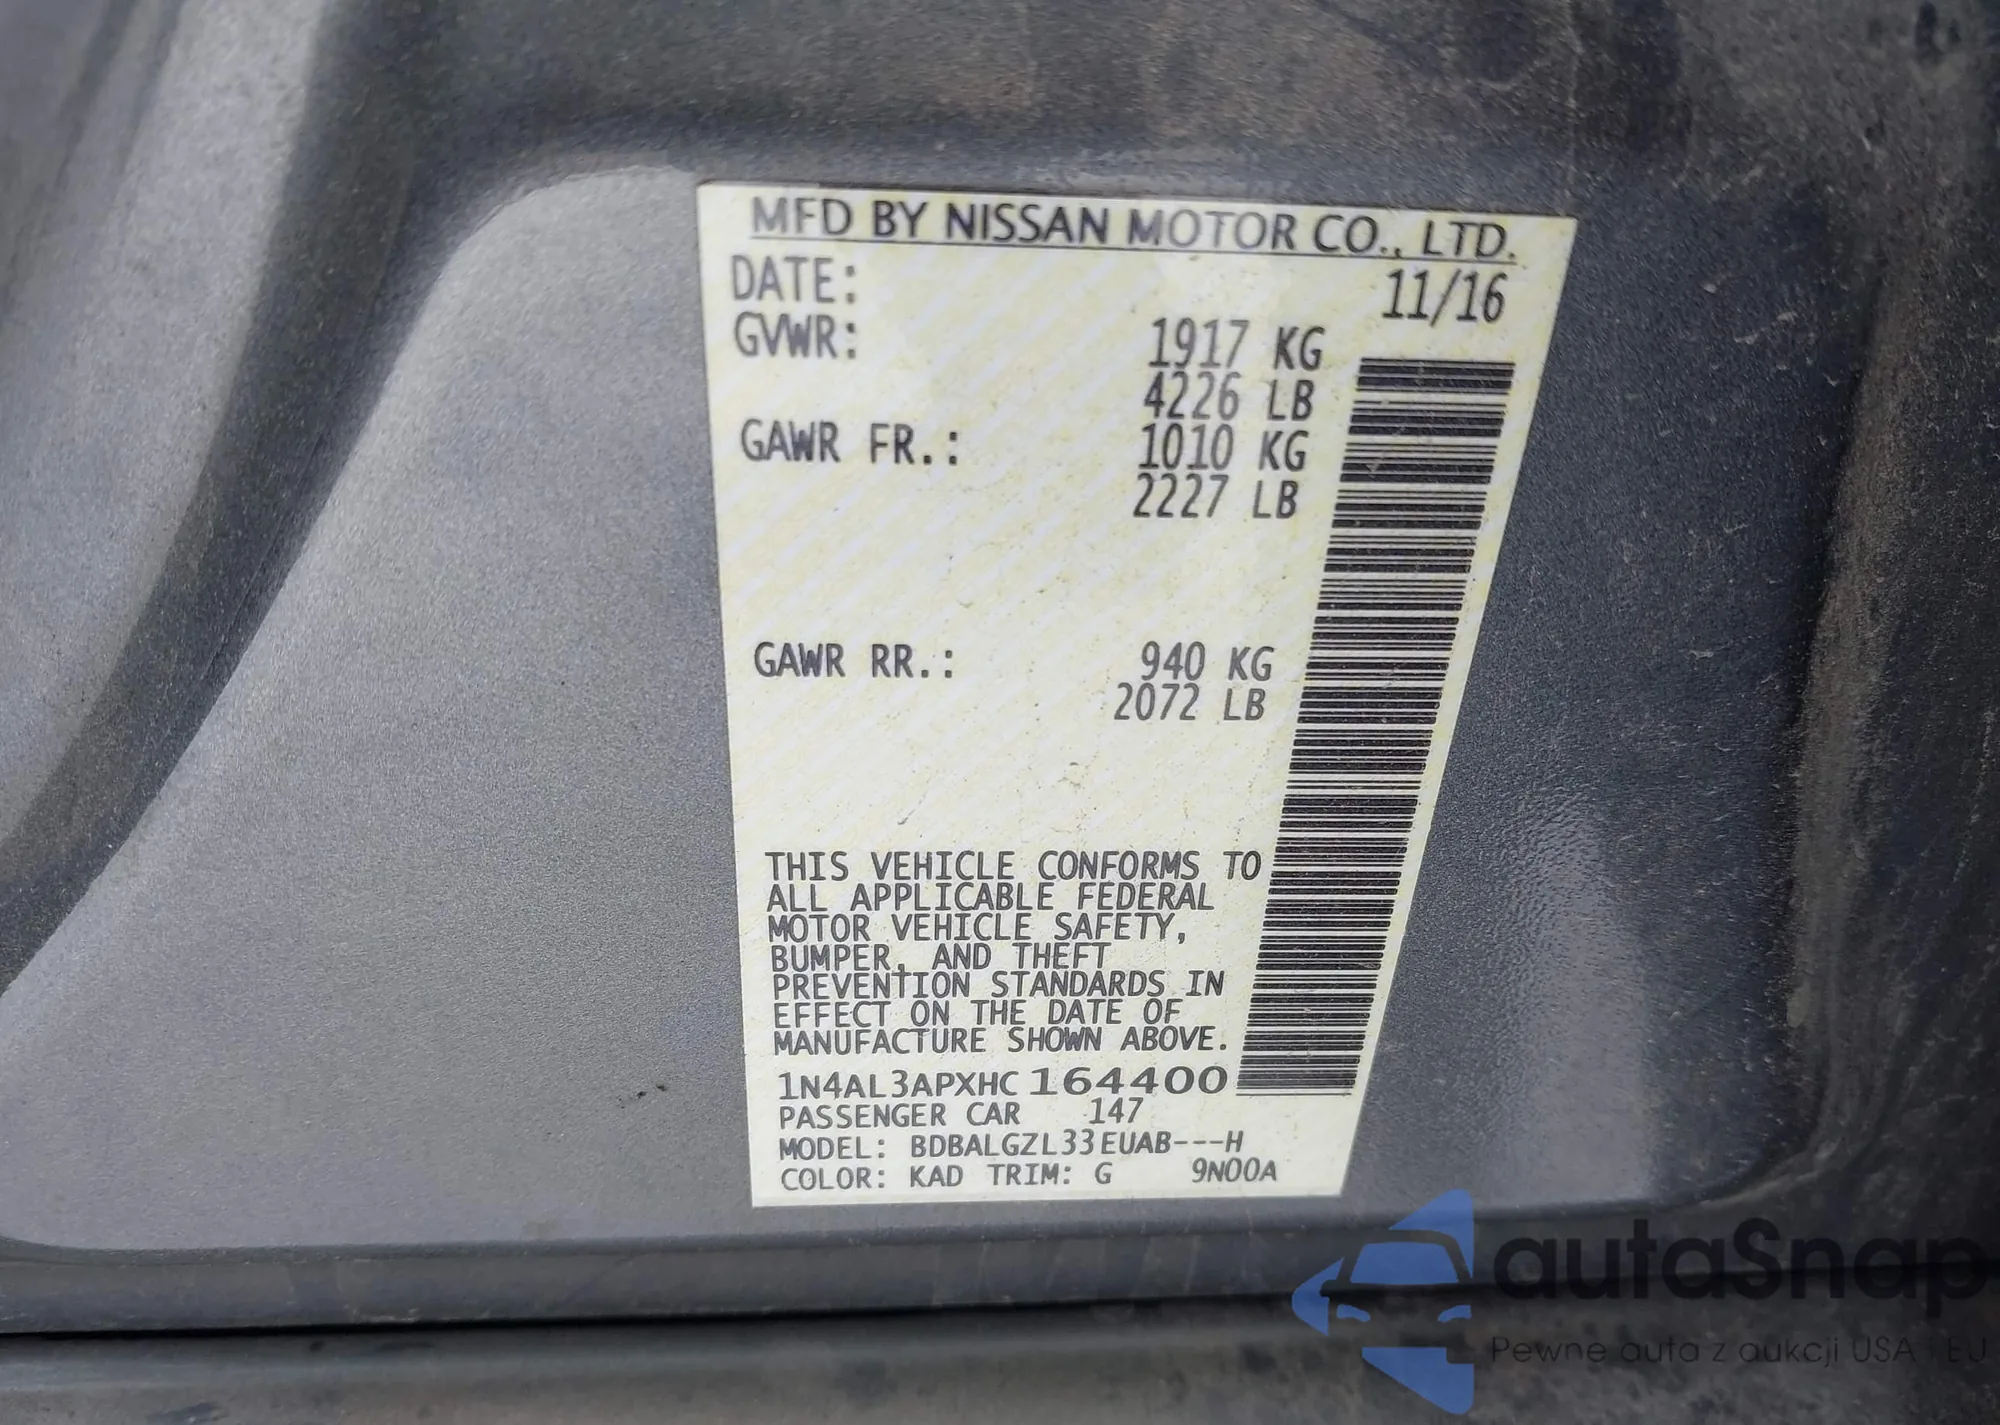 MFD BY NISSAN MOTOR CO., LTD.
DATE: 11/16
GVWR: 1917 KG
4226 LB
GAWR FR.: 1010 KG
2227 LB
GAWR RR.: 940 KG
2072 LB
THIS VEHICLE CONFORMS TO
ALL APPLICABLE FEDERAL
MOTOR VEHICLE SAFETY,
BUMPER, AND THEFT
PREVENTION STANDARDS IN
EFFECT ON THE DATE OF
MANUFACTURE SHOWN ABOVE.
1N4AL3APXHC164400
PASSENGER CAR 147
MODEL: BDBALGZL33EUAB---H
COLOR: KAD TRIM: G 9N00A
autaSnap
Pewne auta z aukcji USA i EU